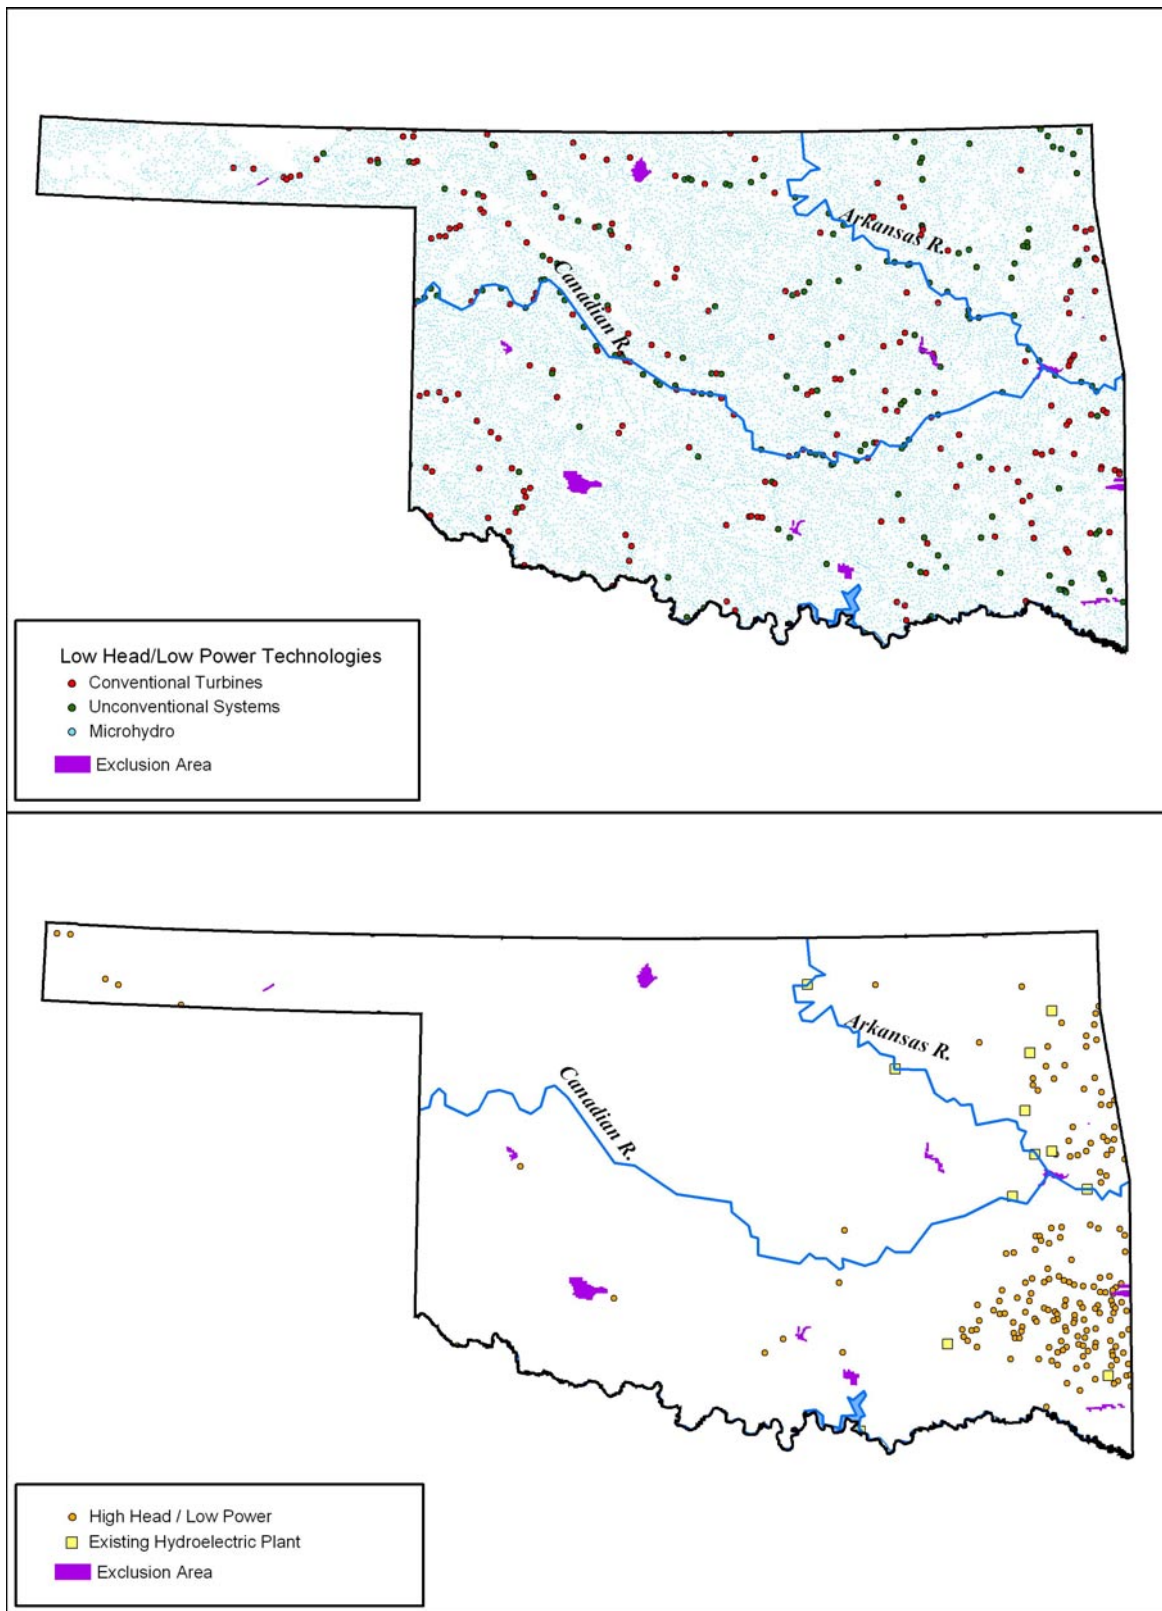 Arkansas R.
Canadian R.
Low Head/Low Power Technologies
Conventional Turbines
Unconventional Systems
Microhydro
Exclusion Area
Arkansas R.
Canadian R.
High Head / Low Power
Existing Hydroelectric Plant
Exclusion Area